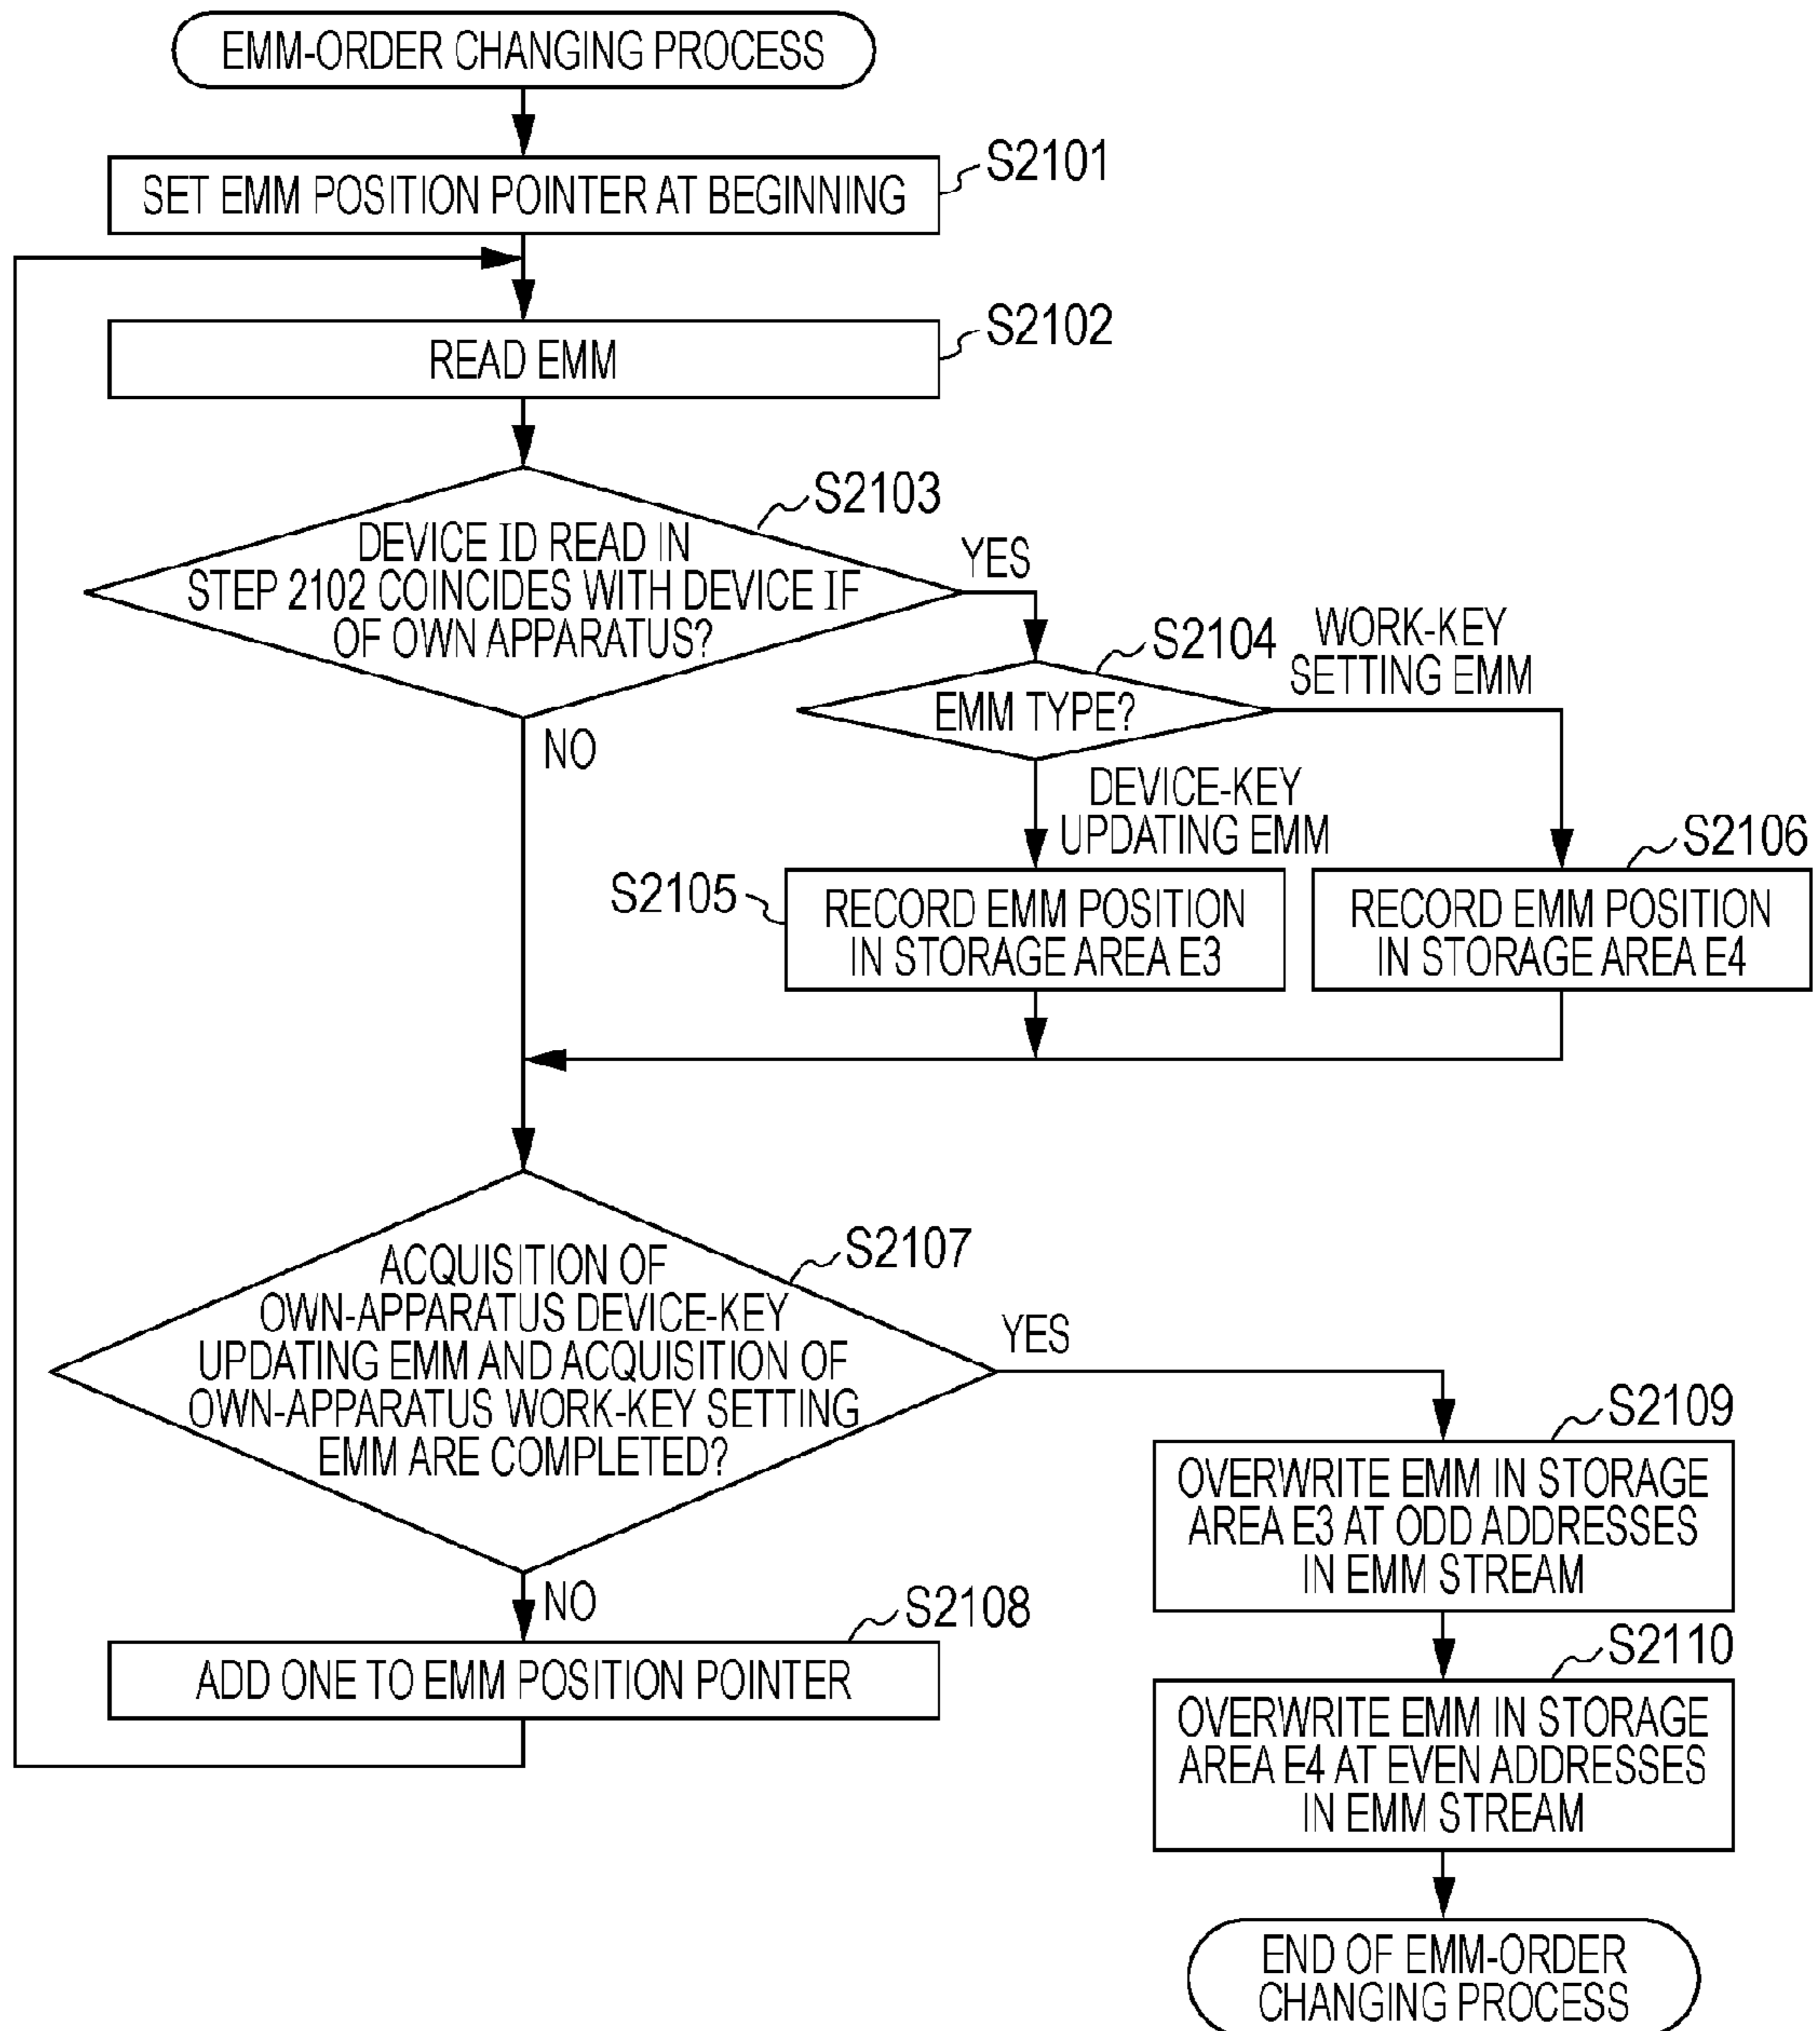 EMM-ORDER CHANGING PROCESS
S2101
SET EMM POSITION POINTER AT BEGINNING
S2102
READ EMM
S2103
DEVICE ID READ IN
STEP 2102 COINCIDES WITH DEVICE IF
OF OWN APPARATUS?
YES
NO
S2104
EMM TYPE?
WORK-KEY
SETTING EMM
DEVICE-KEY
UPDATING EMM
S2105
RECORD EMM POSITION
IN STORAGE AREA E3
S2106
RECORD EMM POSITION
IN STORAGE AREA E4
S2107
ACQUISITION OF
OWN-APPARATUS DEVICE-KEY
UPDATING EMM AND ACQUISITION OF
OWN-APPARATUS WORK-KEY SETTING
EMM ARE COMPLETED?
YES
NO
S2108
ADD ONE TO EMM POSITION POINTER
S2109
OVERWRITE EMM IN STORAGE
AREA E3 AT ODD ADDRESSES
IN EMM STREAM
S2110
OVERWRITE EMM IN STORAGE
AREA E4 AT EVEN ADDRESSES
IN EMM STREAM
END OF EMM-ORDER
CHANGING PROCESS